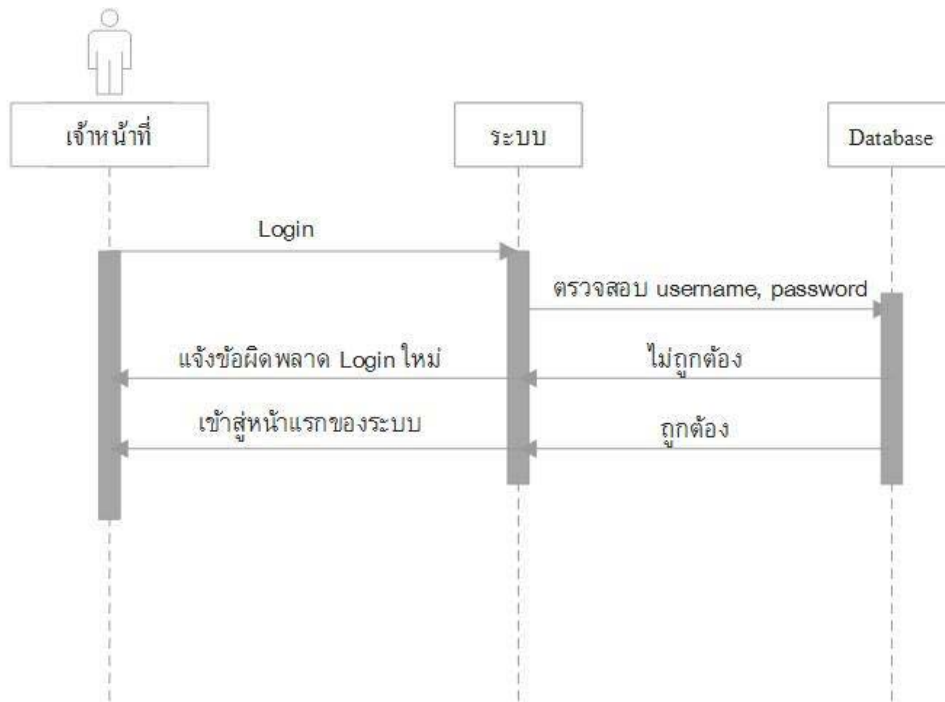 เจ้าหน้าที่
ระบบ
Database
Login
ตรวจสอบ username, password
แจ้งข้อผิดพลาด Login ใหม่
ไม่ถูกต้อง
เข้าสู่หน้าแรกของระบบ
ถูกต้อง